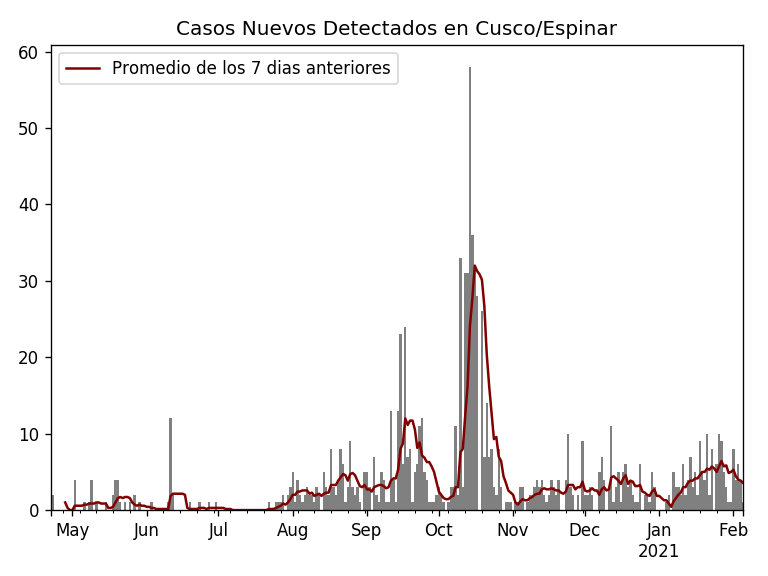 Casos Nuevos Detectados en Cusco/Espinar
Promedio de los 7 dias anteriores
60
50
40
30
20
10
0
May Jun Jul Aug Sep Oct Nov Dec Jan Feb
2021